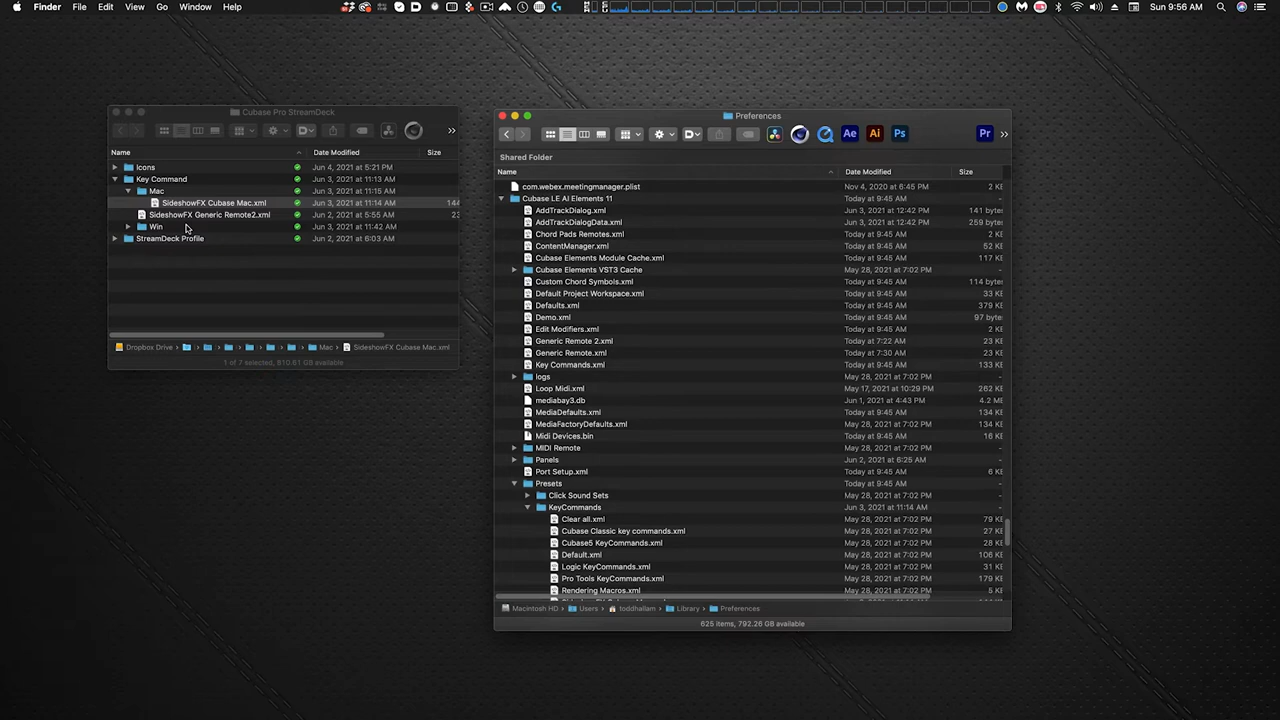 Finder File Edit View Go Window Help
Sun 9:56 AM
Cubase Pro StreamDeck
Name Date Modified Size
Icons Jun 4, 2021 at 5:21 PM
Key Command Jun 3, 2021 at 11:13 AM
Mac Jun 3, 2021 at 11:15 AM
SideshowFX Cubase Mac.xml Jun 3, 2021 at 11:14 AM 144
SideshowFX Generic Remote2.xml Jun 2, 2021 at 5:55 AM 23
Win Jun 3, 2021 at 11:42 AM
StreamDeck Profile Jun 2, 2021 at 6:03 AM
Dropbox Drive Mac SideshowFX Cubase Mac.xml
1 of 7 selected, 610.61 GB available
Preferences
Ae Ai Ps Pr
Shared Folder
Name Date Modified Size
com.webex.meetingmanager.plist Nov 4, 2020 at 6:45 PM 2 KB
Cubase LE AI Elements 11
AddTrackDialog.xml Jun 3, 2021 at 12:42 PM 141 bytes
AddTrackDialogData.xml Jun 3, 2021 at 12:42 PM 259 bytes
Chord Pads Remotes.xml Today at 9:45 AM 2 KB
ContentManager.xml Today at 9:45 AM 52 KB
Cubase Elements Module Cache.xml Today at 9:45 AM 117 KB
Cubase Elements VST3 Cache May 28, 2021 at 7:02 PM -
Custom Chord Symbols.xml Today at 9:45 AM 114 bytes
Default Project Workspace.xml Today at 9:45 AM 33 KB
Defaults.xml Today at 9:45 AM 379 KB
Demo.xml Today at 9:45 AM 97 bytes
Edit Modifiers.xml Today at 9:45 AM 2 KB
Generic Remote 2.xml Today at 7:22 AM 23 KB
Generic Remote.xml Today at 7:30 AM 23 KB
Key Commands.xml Today at 9:45 AM 133 KB
logs May 28, 2021 at 7:02 PM -
Loop Midi.xml May 17, 2021 at 10:29 PM 262 KB
mediabay3.db Jun 1, 2021 at 4:43 PM 4.2 MB
MediaDefaults.xml Today at 9:45 AM 134 KB
MediaFactoryDefaults.xml Today at 9:45 AM 134 KB
Midi Devices.bin Today at 9:45 AM 16 KB
MIDI Remote May 28, 2021 at 7:02 PM -
Panels Jun 2, 2021 at 6:25 AM -
Port Setup.xml Today at 9:45 AM 6 KB
Presets Today at 9:45 AM -
Click Sound Sets May 28, 2021 at 7:02 PM -
KeyCommands Jun 3, 2021 at 11:14 AM -
Clear all.xml May 28, 2021 at 7:02 PM 79 KB
Cubase Classic key commands.xml May 28, 2021 at 7:02 PM 27 KB
Cubase5 KeyCommands.xml May 28, 2021 at 7:02 PM 28 KB
Default.xml May 28, 2021 at 7:02 PM 106 KB
Logic KeyCommands.xml May 28, 2021 at 7:02 PM 31 KB
Pro Tools KeyCommands.xml May 28, 2021 at 7:02 PM 179 KB
Rendering Macros.xml May 28, 2021 at 7:02 PM 5 KB
Macintosh HD Users toddhallam Library Preferences
625 items, 792.26 GB available